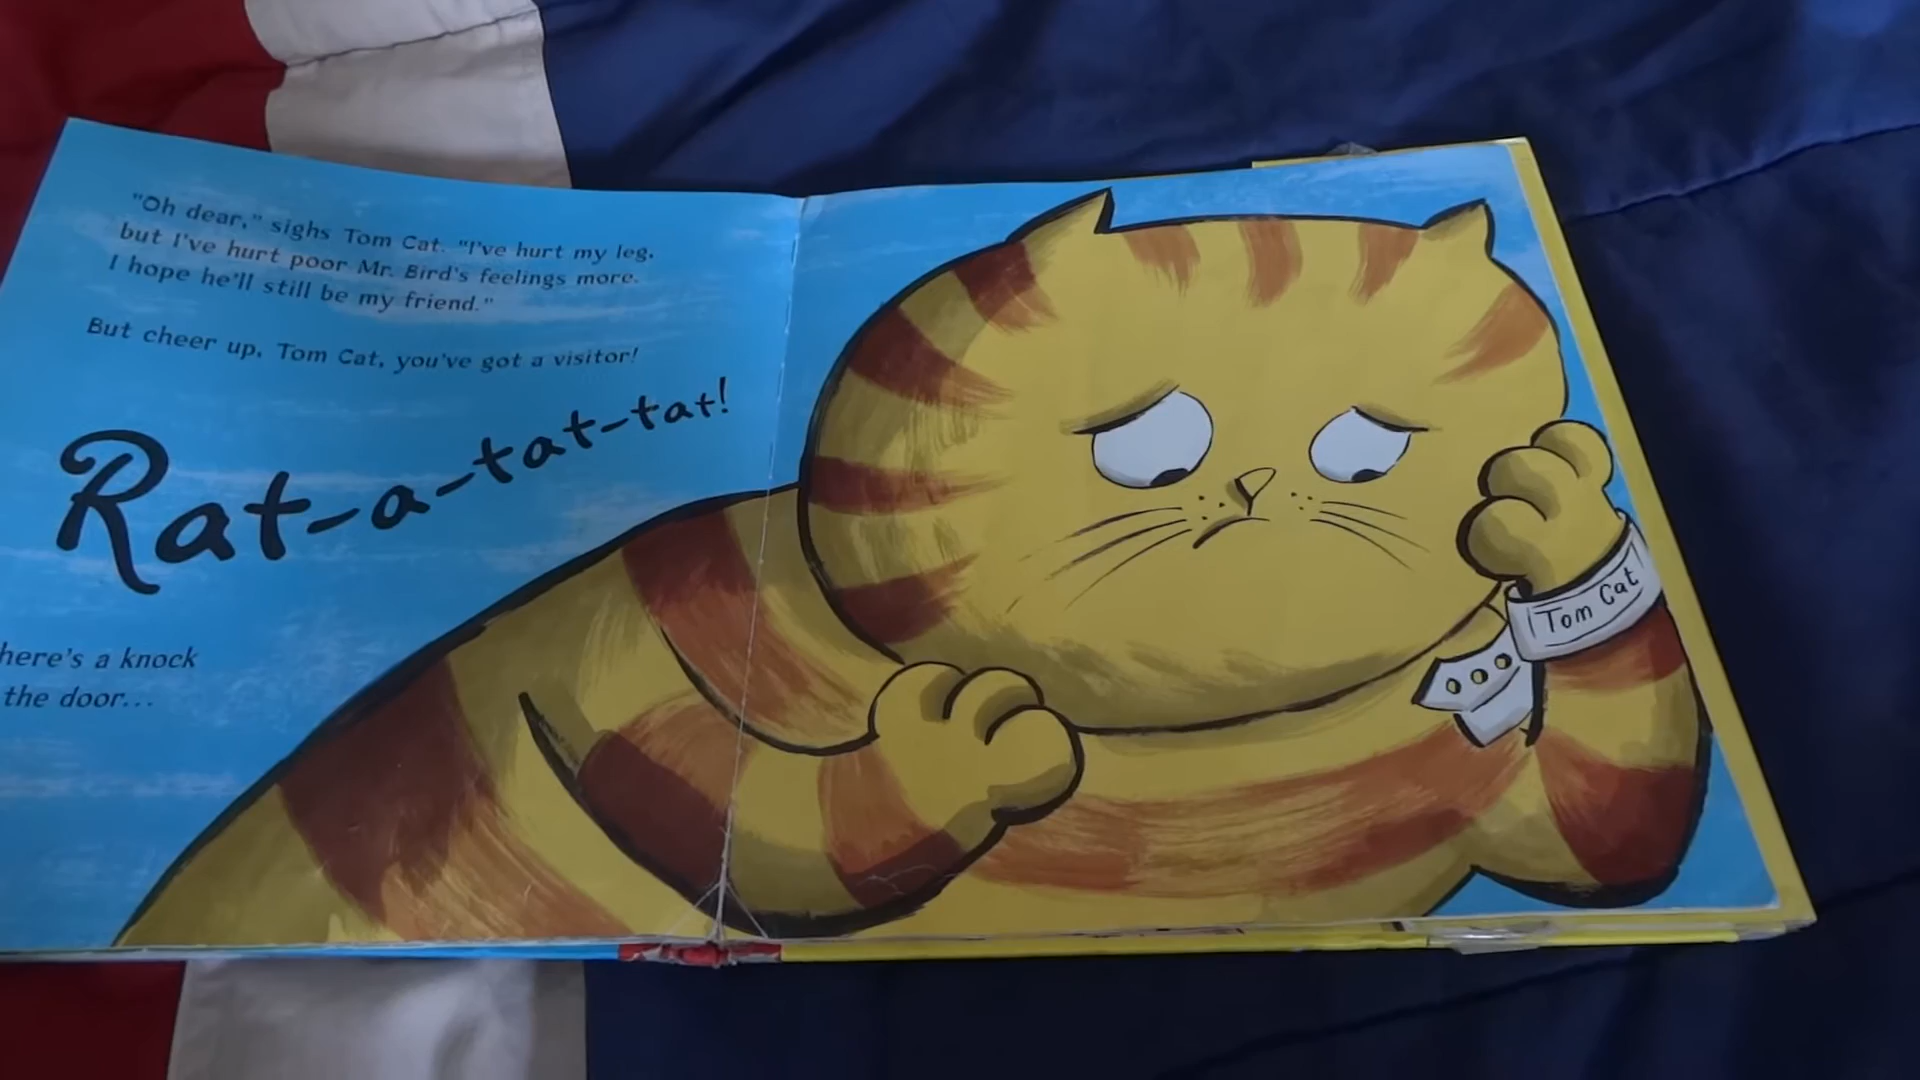 "Oh dear," sighs Tom Cat. "I've hurt my leg,
but I've hurt poor Mr. Bird's feelings more.
I hope he'll still be my friend."
But cheer up, Tom Cat, you've got a visitor!
Rat-a-tat-tat!
here's a knock
the door...
Tom Cat